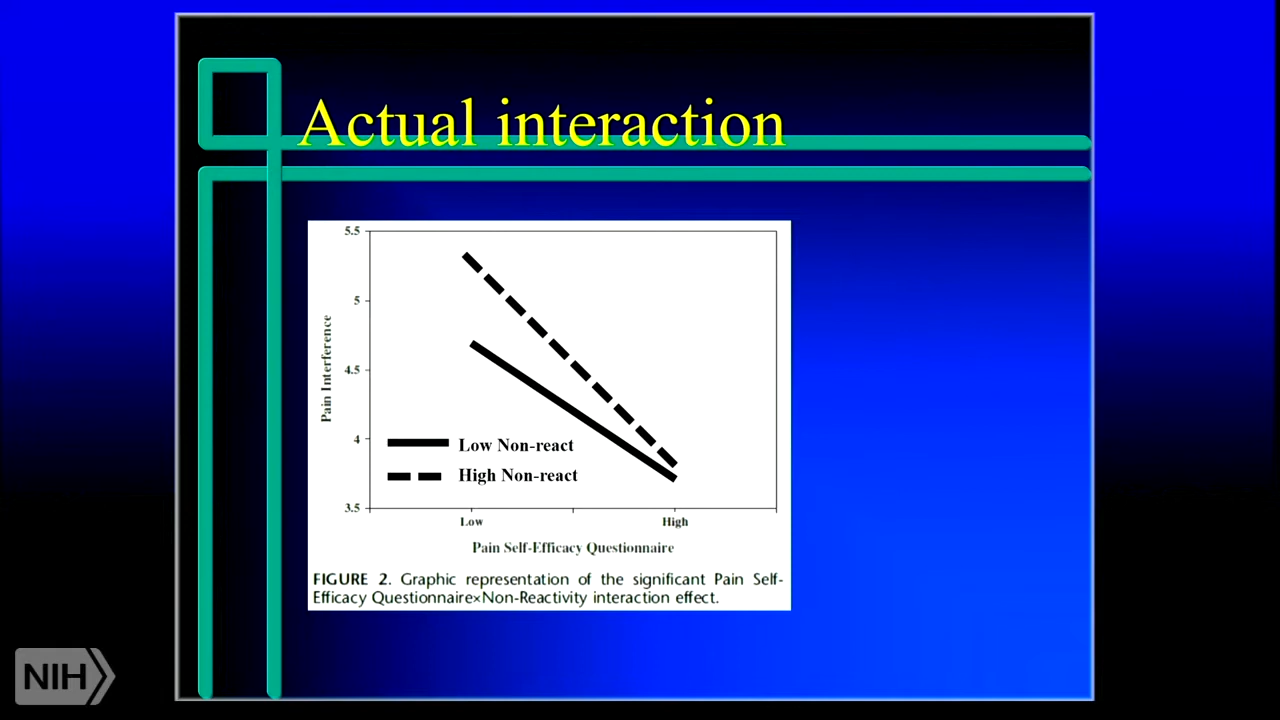 Actual interaction
5.5
5
4.5
4
3.5
Pain Interference
Low Non-react
High Non-react
Low High
Pain Self-Efficacy Questionnaire
FIGURE 2. Graphic representation of the significant Pain Self-
Efficacy Questionnaire×Non-Reactivity interaction effect.
NIH